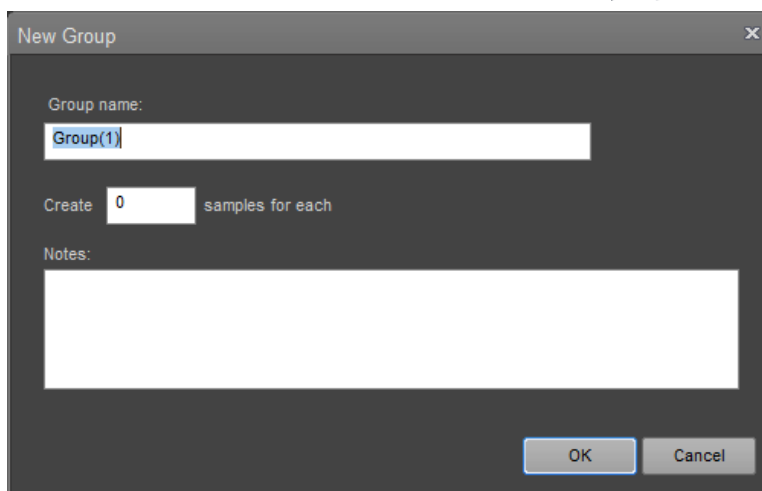 New Group
Group name:
Group(1)
Create 0 samples for each
Notes:
OK Cancel